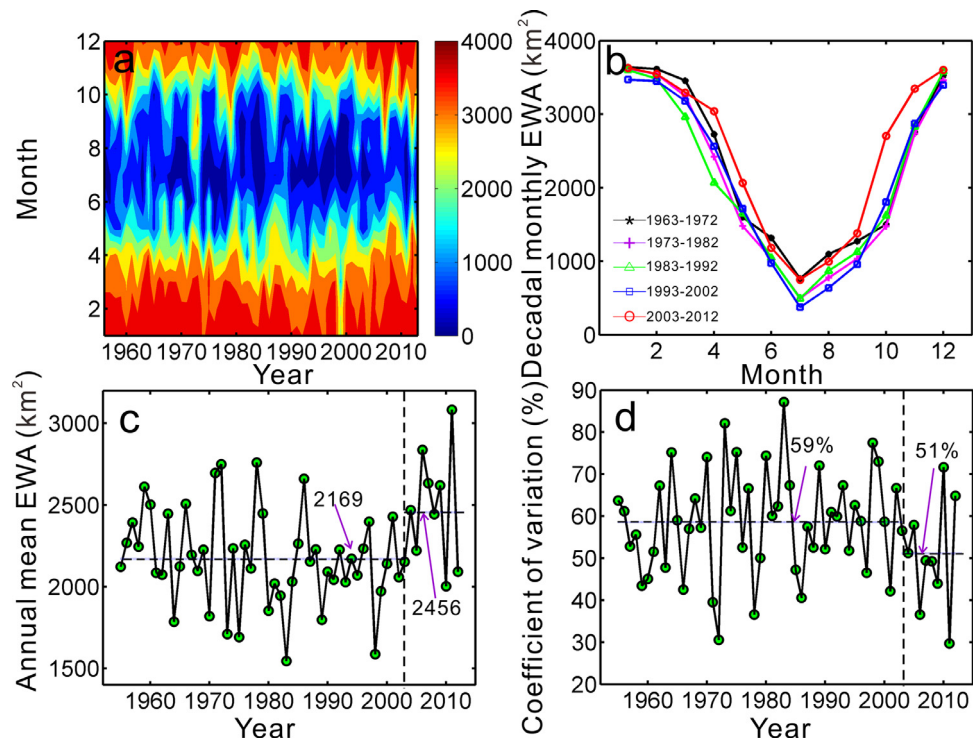 a
Month
12
10
8
6
4
2
1960 1970 1980 1990 2000 2010
Year
4000
3000
2000
1000
0
b
Decadal monthly EWA (km²)
4000
3000
2000
1000
0
1963-1972
1973-1982
1983-1992
1993-2002
2003-2012
2 4 6 8 10 12
Month
c
Annual mean EWA (km²)
3000
2500
2000
1500
2169
2456
1960 1970 1980 1990 2000 2010
Year
d
Coefficient of variation (%)
90
80
70
60
50
40
30
20
59%
51%
1960 1970 1980 1990 2000 2010
Year